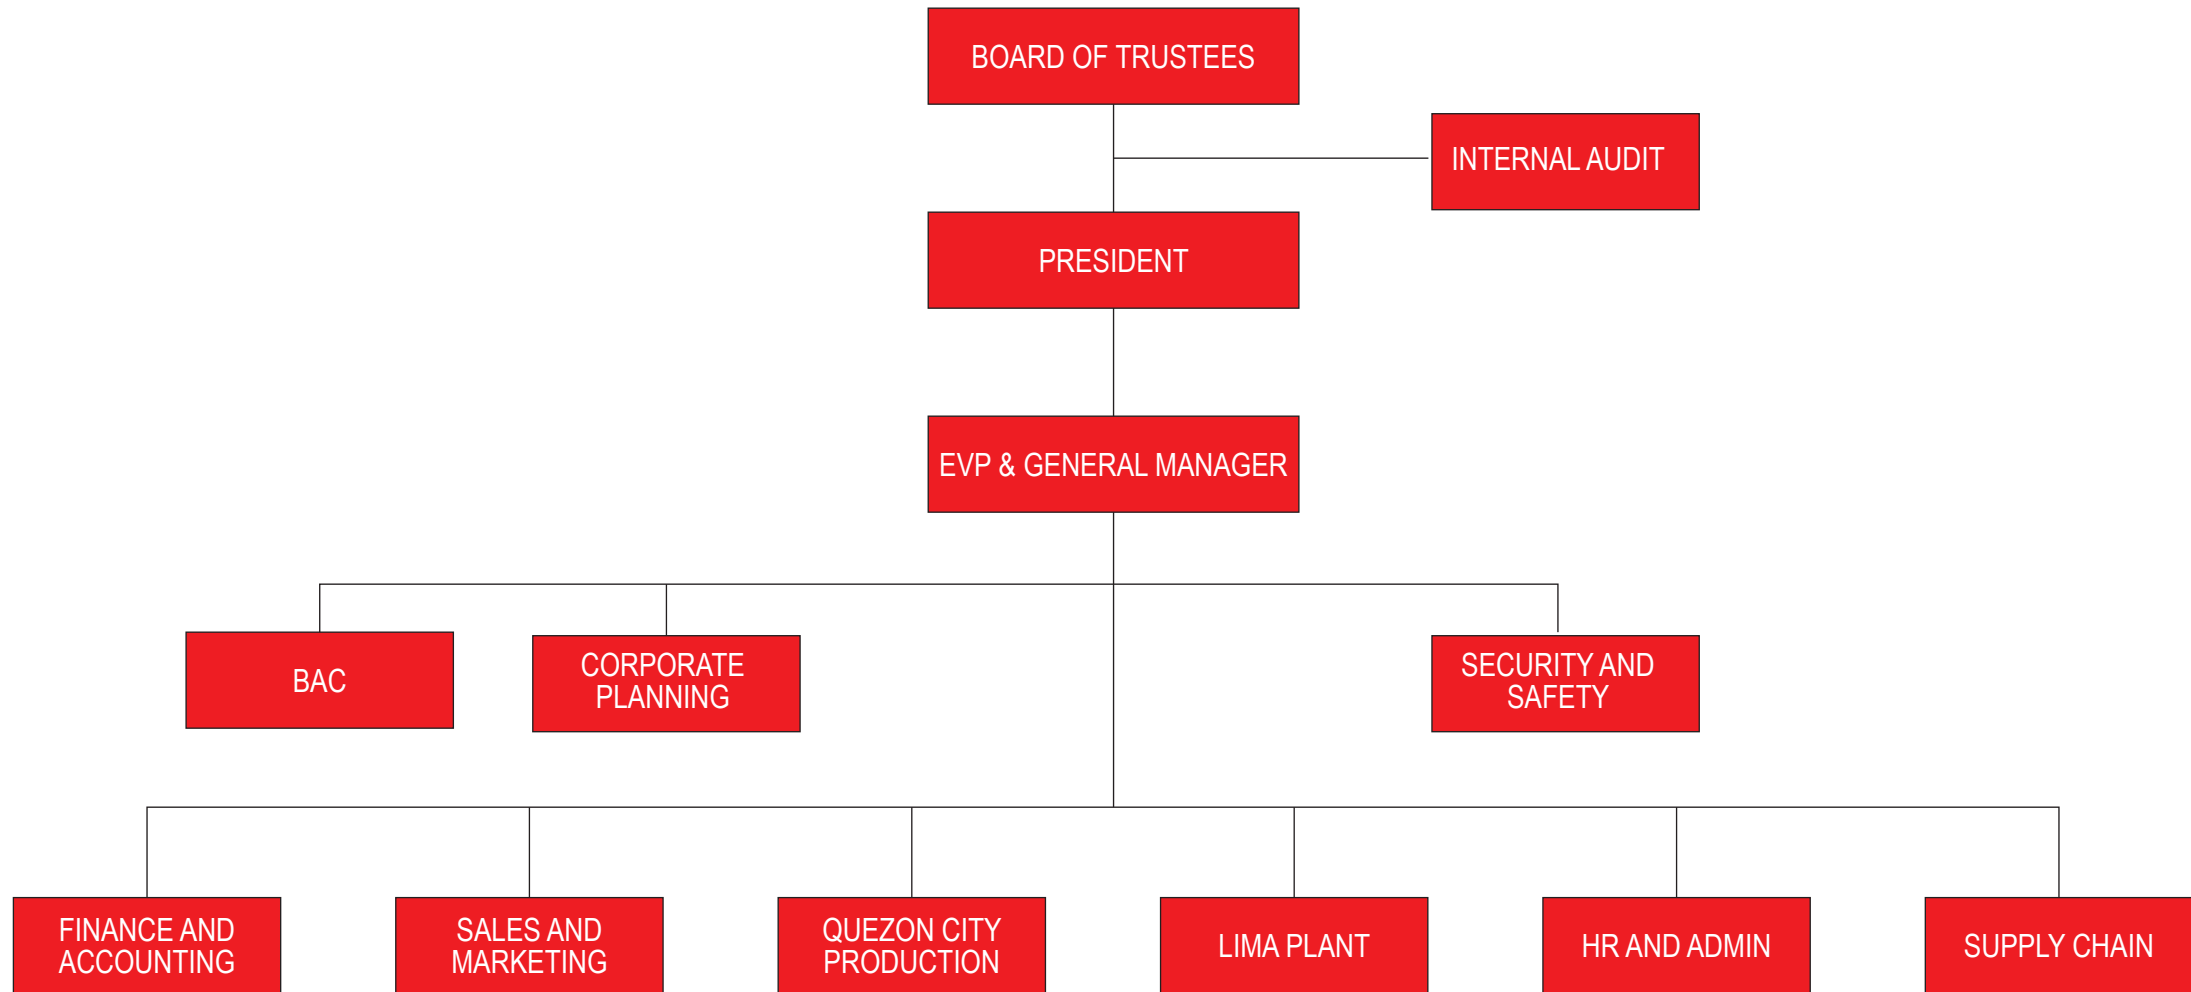 BOARD OF TRUSTEES
INTERNAL AUDIT
PRESIDENT
EVP & GENERAL MANAGER
BAC
CORPORATE
PLANNING
SECURITY AND
SAFETY
FINANCE AND
ACCOUNTING
SALES AND
MARKETING
QUEZON CITY
PRODUCTION
LIMA PLANT
HR AND ADMIN
SUPPLY CHAIN